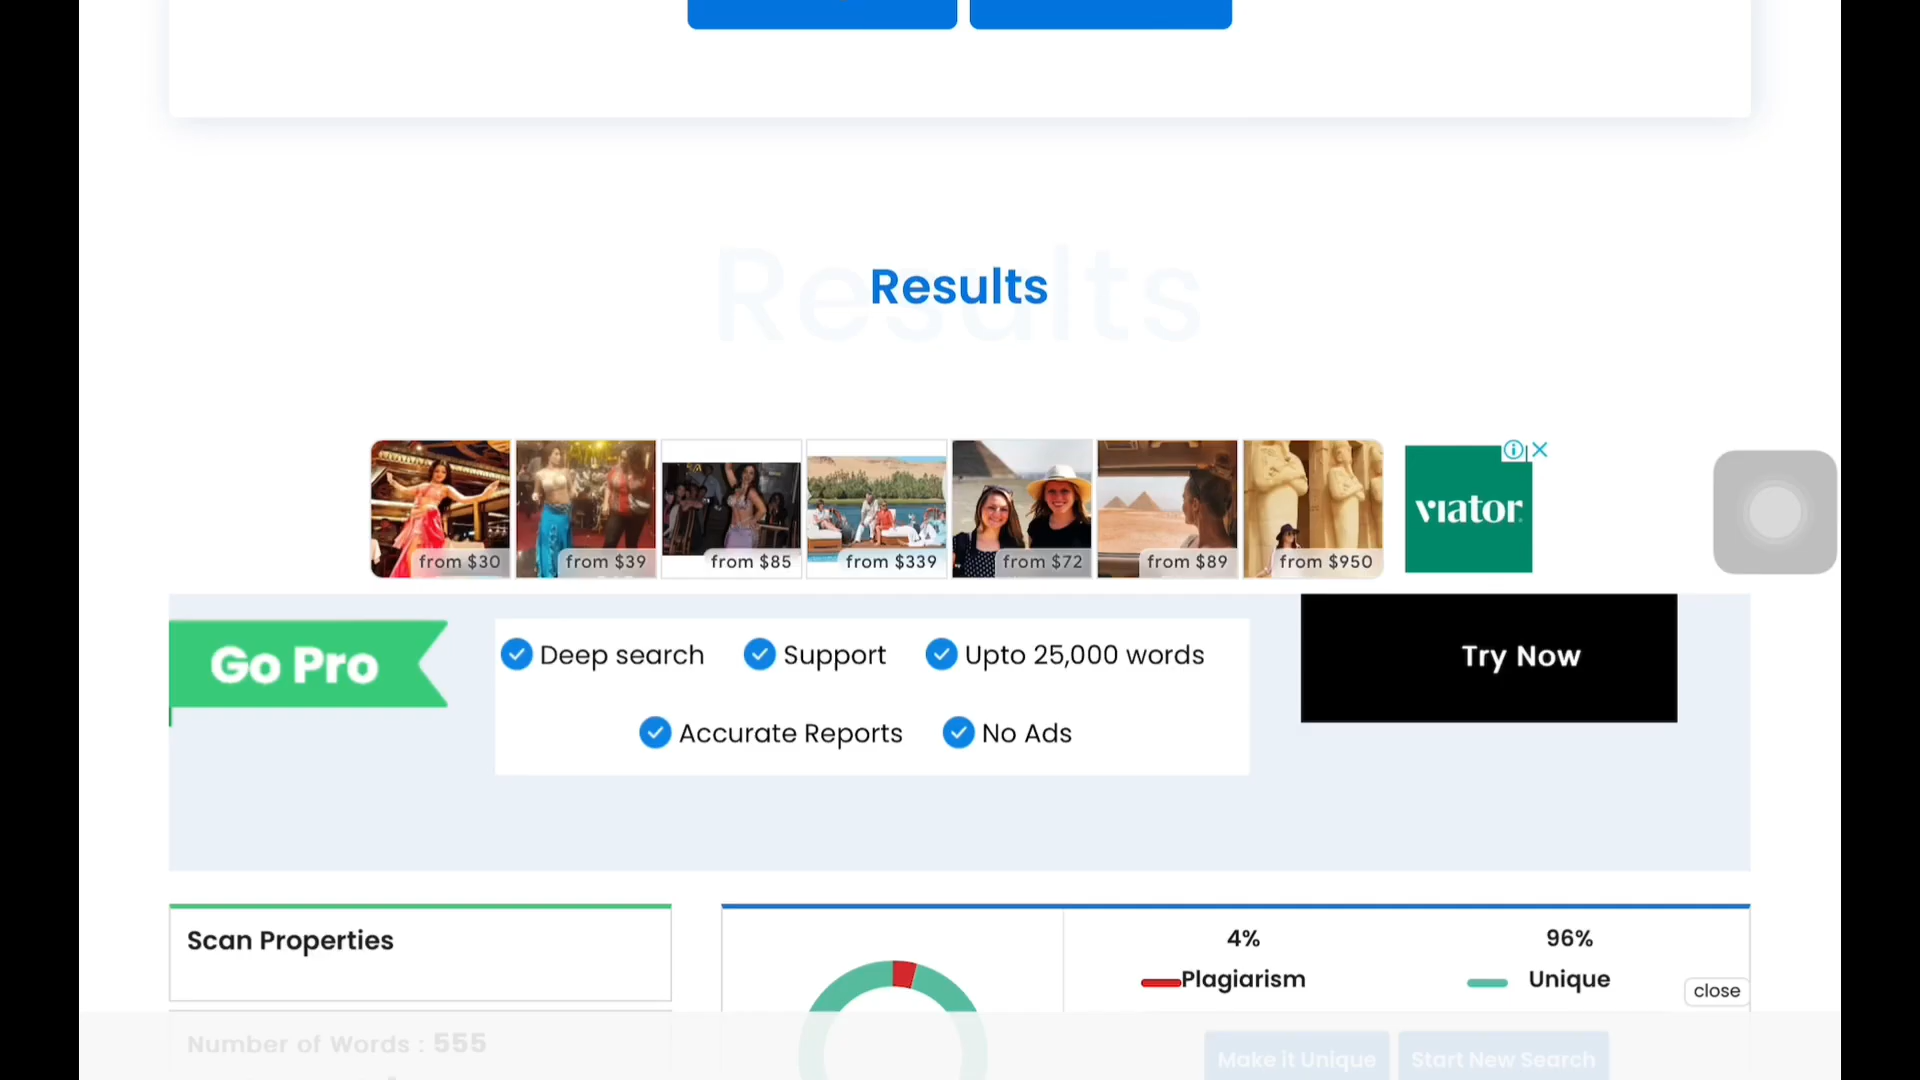 Results
from $30
from $39
from $85
from $339
from $72
from $89
from $950
viator
Go Pro
Deep search
Support
Upto 25,000 words
Accurate Reports
No Ads
Try Now
Scan Properties
4%
96%
Plagiarism
Unique
close
Number of Words : 555
Make it Unique
Start New Search